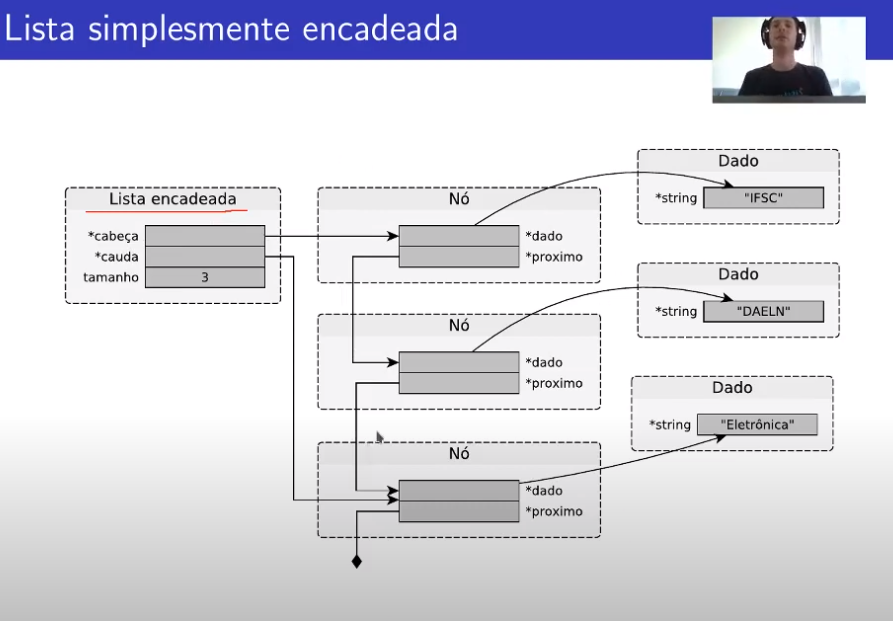 Lista simplesmente encadeada
Lista encadeada
*cabeça
*cauda
tamanho 3
Nó
*dado
*proximo
Nó
*dado
*proximo
Nó
*dado
*proximo
Dado
*string "IFSC"
Dado
*string "DAELN"
Dado
*string "Eletrônica"